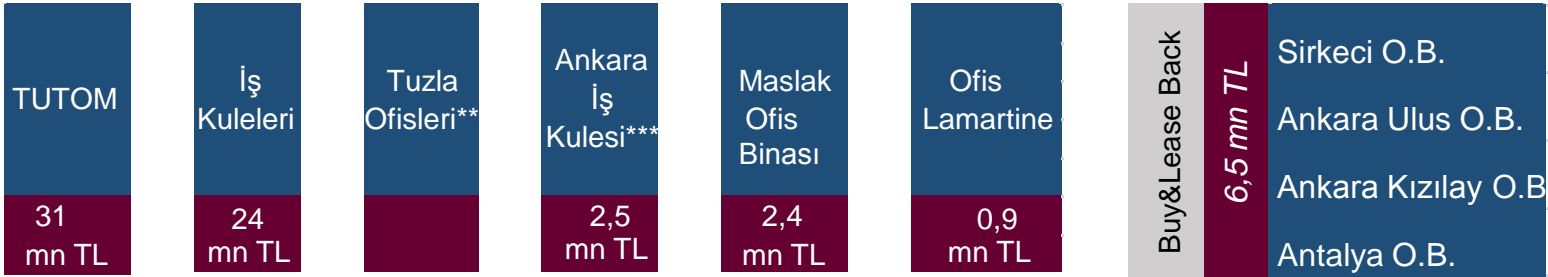 TUTOM
31
mn TL
İş
Kuleleri
24
mn TL
Tuzla
Ofisleri**
Ankara
İş
Kulesi***
2,5
mn TL
Maslak
Ofis
Binası
2,4
mn TL
Ofis
Lamartine
0,9
mn TL
Buy&Lease Back
6,5 mn TL
Sirkeci O.B.
Ankara Ulus O.B.
Ankara Kızılay O.B
Antalya O.B.